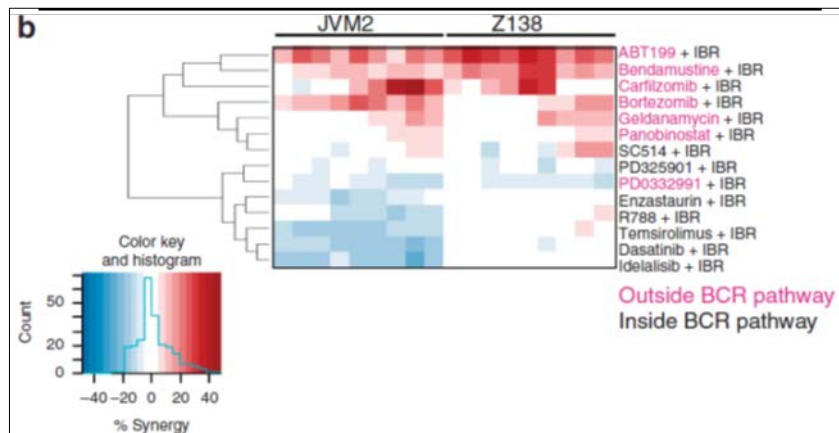 b
JVM2 Z138
ABT199 + IBR
Bendamustine + IBR
Carfilzomib + IBR
Bortezomib + IBR
Geldanamycin + IBR
Panobinostat + IBR
SC514 + IBR
PD325901 + IBR
PD0332991 + IBR
Enzastaurin + IBR
R788 + IBR
Temsirolimus + IBR
Dasatinib + IBR
Idelalisib + IBR
Outside BCR pathway
Inside BCR pathway
Color key
and histogram
Count
50
20
0
−40 −20 0 20 40
% Synergy